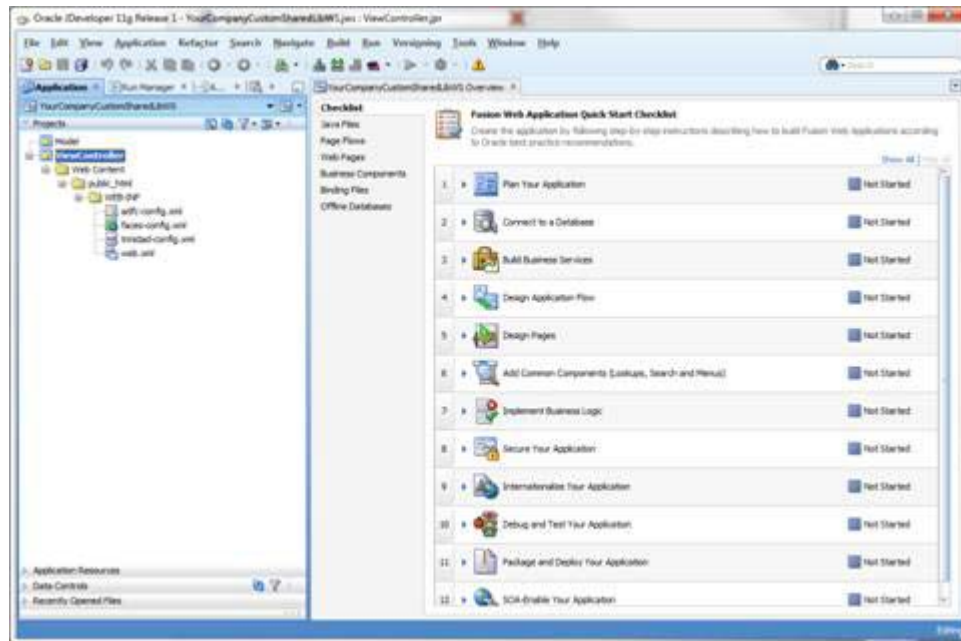 Oracle JDeveloper 11g Release 1 - YourCompanyCustomSharedLibWS.jws : ViewController.jpr
File Edit View Application Refactor Search Navigate Build Run Versioning Tools Window Help
Search
Application
Run Manager
YourCompanyCustomSharedLibWS Overview
YourCompanyCustomSharedLibWS
Projects
Model
ViewController
Web Content
public_html
WEB-INF
adfc-config.xml
faces-config.xml
trinidad-config.xml
web.xml
Application Resources
Data Controls
Recently Opened Files
Checklist
Java Files
Page Flows
Web Pages
Business Components
Binding Files
Offline Databases
Fusion Web Application Quick Start Checklist
Create the application by following step-by-step instructions describing how to build Fusion Web Applications according
to Oracle best practice recommendations.
Show All
1 Plan Your Application Not Started
2 Connect to a Database Not Started
3 Build Business Services Not Started
4 Design Application Flow Not Started
5 Design Pages Not Started
6 Add Common Components (Lookups, Search and Menus) Not Started
7 Implement Business Logic Not Started
8 Secure Your Application Not Started
9 Internationalize Your Application Not Started
10 Debug and Test Your Application Not Started
11 Package and Deploy Your Application Not Started
12 SOA-Enable Your Application Not Started